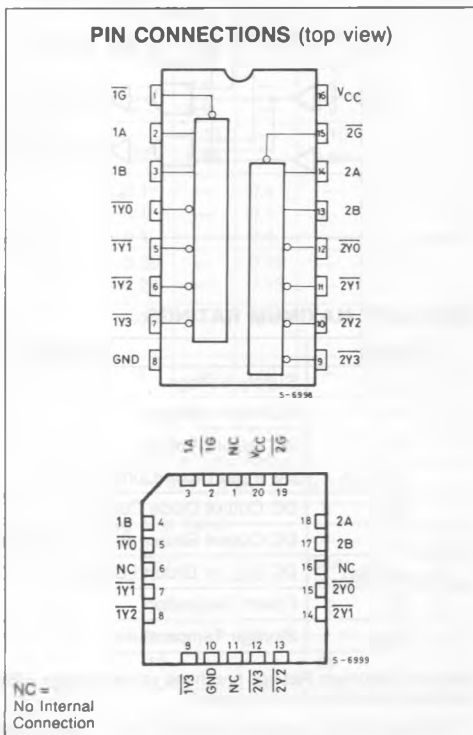 PIN CONNECTIONS (top view)
1G 1 16 VCC
1A 2 15 2G
1B 3 14 2A
1Y0 4 13 2B
1Y1 5 12 2Y0
1Y2 6 11 2Y1
1Y3 7 10 2Y2
GND 8 9 2Y3
S-6998
1A 1G NC VCC 2G
3 2 1 20 19
1B 4 18 2A
1Y0 5 17 2B
NC 6 16 NC
1Y1 7 15 2Y0
1Y2 8 14 2Y1
9 10 11 12 13
S-6999
1Y3 GND NC 2Y3 2Y2
NC =
No Internal
Connection